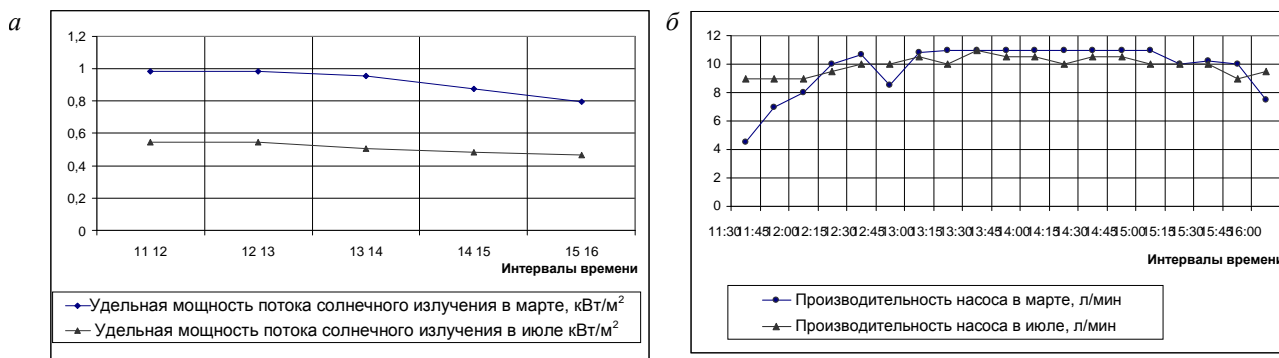 а
1,2
1
0,8
0,6
0,4
0,2
0
11 12 12 13 13 14 14 15 15 16
Интервалы времени
Удельная мощность потока солнечного излучения в марте, кВт/м²
Удельная мощность потока солнечного излучения в июле кВт/м²
б
12
10
8
6
4
2
0
11:30 11:45 12:00 12:15 12:30 12:45 13:00 13:15 13:30 13:45 14:00 14:15 14:30 14:45 15:00 15:15 15:30 15:45 16:00
Интервалы времени
Производительность насоса в марте, л/мин
Производительность насоса в июле, л/мин